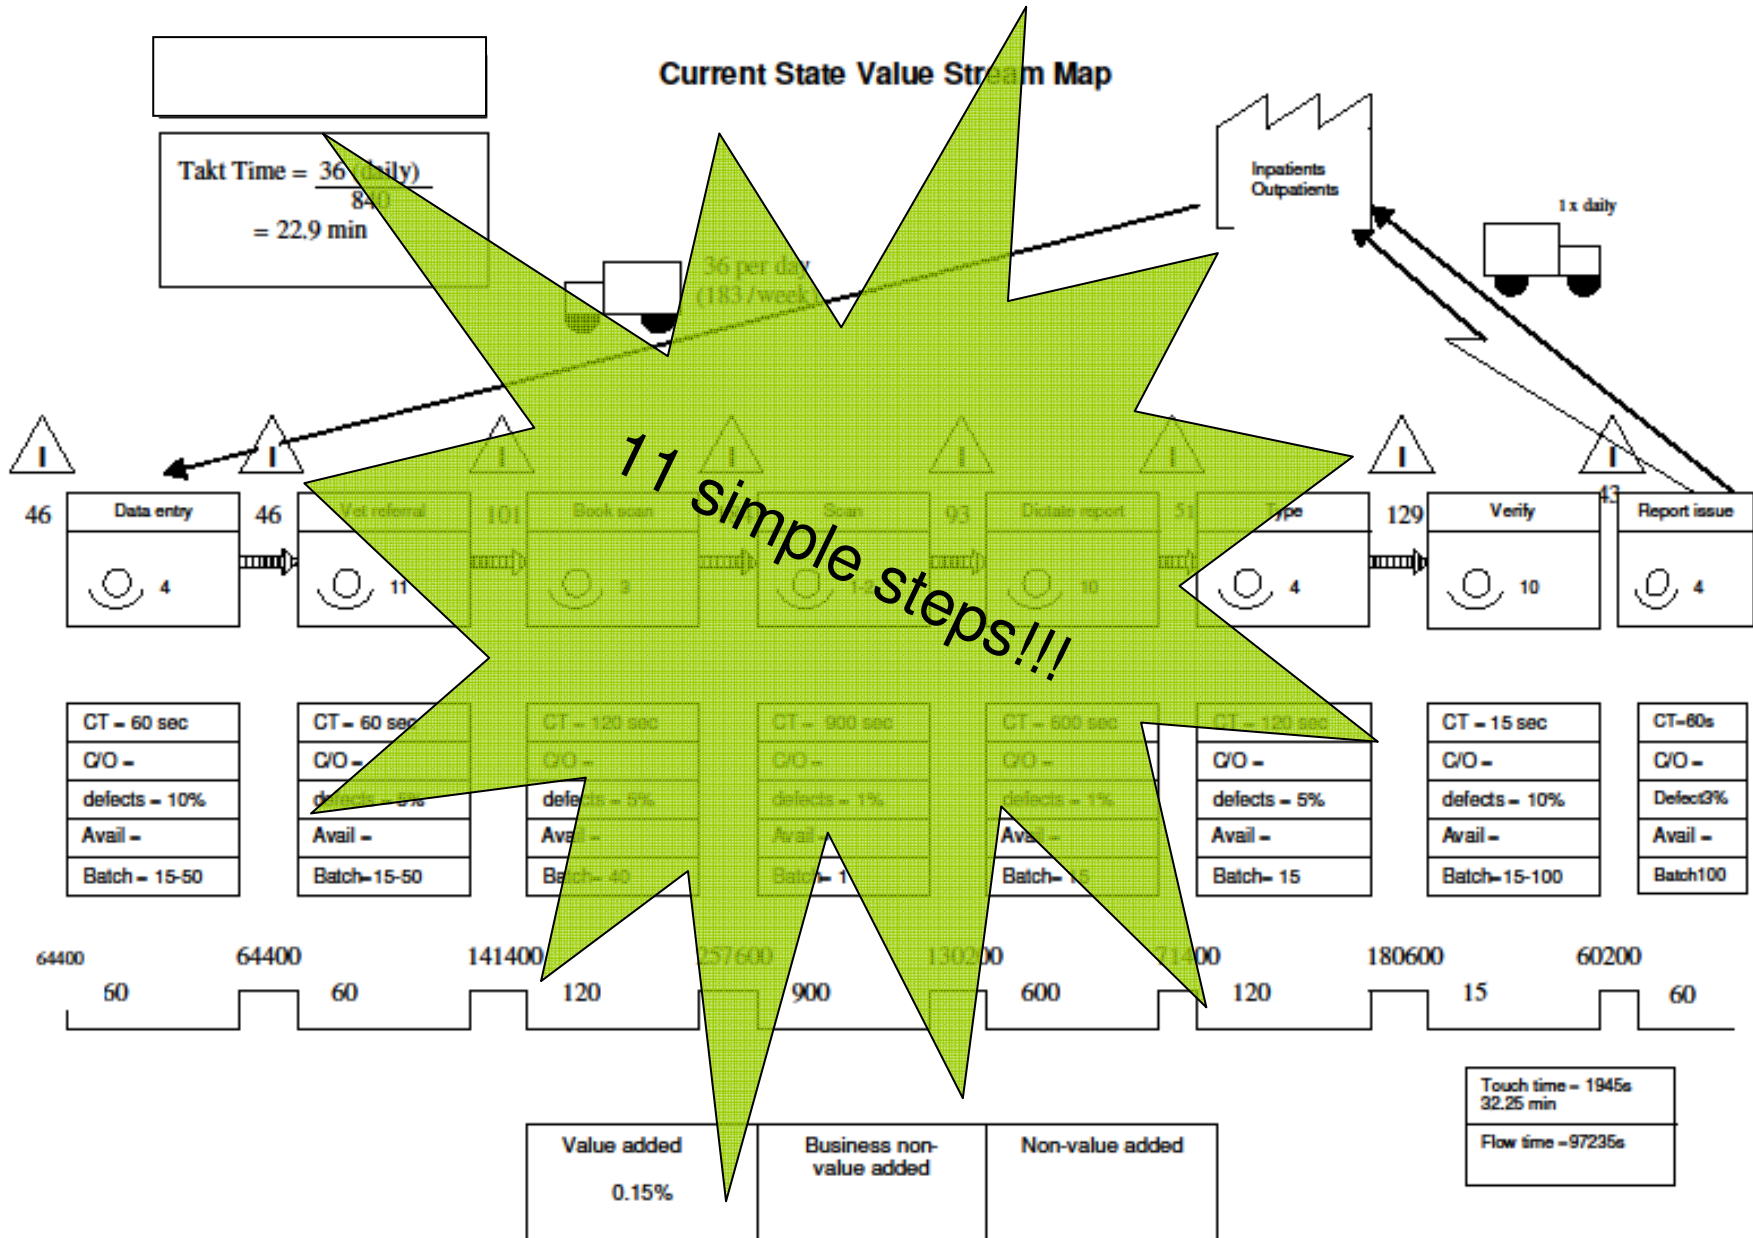 Current State Value Stream Map
Takt Time = 36 (daily)
840
= 22.9 min
Inpatients
Outpatients
1 x daily
36 per day
(183 /week)
I I I I I I I I
46 46 101 93 51 129 43
Data entry Vet referral Book scan Scan Dictate report Type Verify Report issue
4 11 3 10 4 10 4
11 simple steps!!!
CT = 60 sec CT = 60 sec CT = 120 sec CT = 900 sec CT = 600 sec CT = 120 sec CT = 15 sec CT=60s
C/O = C/O = C/O = C/O = C/O = C/O = C/O = C/O =
defects = 10% defects = 5% defects = 5% defects = 1% defects = 1% defects = 5% defects = 10% Defect3%
Avail = Avail = Avail = Avail = Avail = Avail = Avail = Avail =
Batch = 15-50 Batch=15-50 Batch= 40 Batch= 1 Batch= 15 Batch= 15 Batch=15-100 Batch100
64400 64400 141400 257600 130200 71400 180600 60200
60 60 120 900 600 120 15 60
Touch time = 1945s
32.25 min
Flow time =97235s
Value added Business non- Non-value added
value added
0.15%